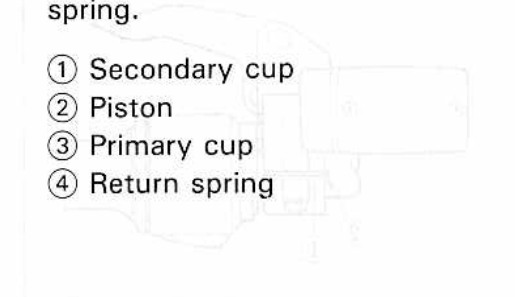 spring.
① Secondary cup
② Piston
③ Primary cup
④ Return spring